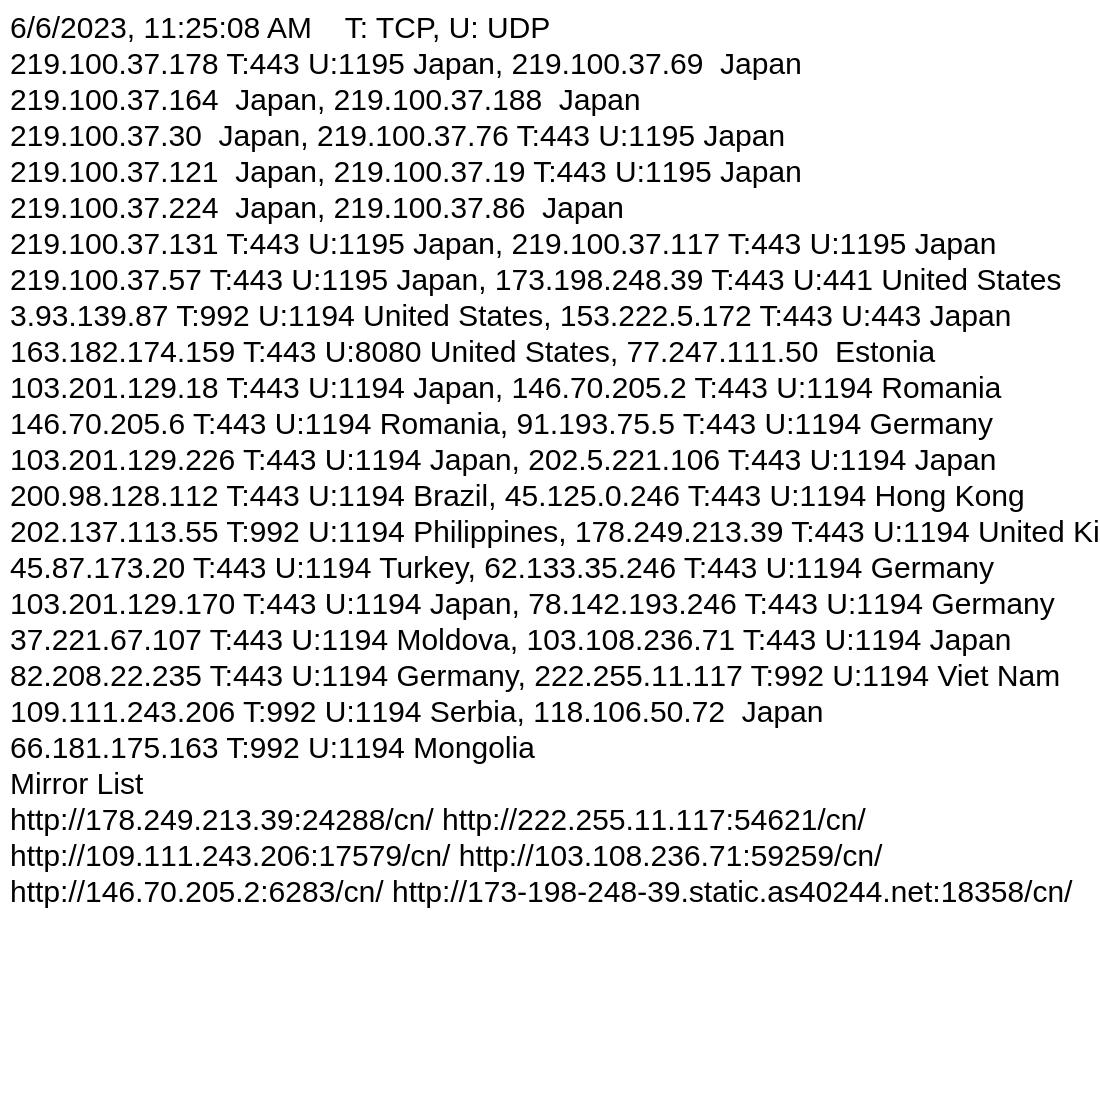 6/6/2023, 11:25:08 AM    T: TCP, U: UDP
219.100.37.178 T:443 U:1195 Japan, 219.100.37.69  Japan
219.100.37.164  Japan, 219.100.37.188  Japan
219.100.37.30  Japan, 219.100.37.76 T:443 U:1195 Japan
219.100.37.121  Japan, 219.100.37.19 T:443 U:1195 Japan
219.100.37.224  Japan, 219.100.37.86  Japan
219.100.37.131 T:443 U:1195 Japan, 219.100.37.117 T:443 U:1195 Japan
219.100.37.57 T:443 U:1195 Japan, 173.198.248.39 T:443 U:441 United States
3.93.139.87 T:992 U:1194 United States, 153.222.5.172 T:443 U:443 Japan
163.182.174.159 T:443 U:8080 United States, 77.247.111.50  Estonia
103.201.129.18 T:443 U:1194 Japan, 146.70.205.2 T:443 U:1194 Romania
146.70.205.6 T:443 U:1194 Romania, 91.193.75.5 T:443 U:1194 Germany
103.201.129.226 T:443 U:1194 Japan, 202.5.221.106 T:443 U:1194 Japan
200.98.128.112 T:443 U:1194 Brazil, 45.125.0.246 T:443 U:1194 Hong Kong
202.137.113.55 T:992 U:1194 Philippines, 178.249.213.39 T:443 U:1194 United Ki
45.87.173.20 T:443 U:1194 Turkey, 62.133.35.246 T:443 U:1194 Germany
103.201.129.170 T:443 U:1194 Japan, 78.142.193.246 T:443 U:1194 Germany
37.221.67.107 T:443 U:1194 Moldova, 103.108.236.71 T:443 U:1194 Japan
82.208.22.235 T:443 U:1194 Germany, 222.255.11.117 T:992 U:1194 Viet Nam
109.111.243.206 T:992 U:1194 Serbia, 118.106.50.72  Japan
66.181.175.163 T:992 U:1194 Mongolia
Mirror List
http://178.249.213.39:24288/cn/ http://222.255.11.117:54621/cn/
http://109.111.243.206:17579/cn/ http://103.108.236.71:59259/cn/
http://146.70.205.2:6283/cn/ http://173-198-248-39.static.as40244.net:18358/cn/